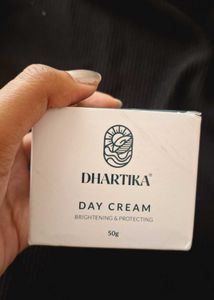 DHARTIKA®
DAY CREAM
BRIGHTENING & PROTECTING
50g